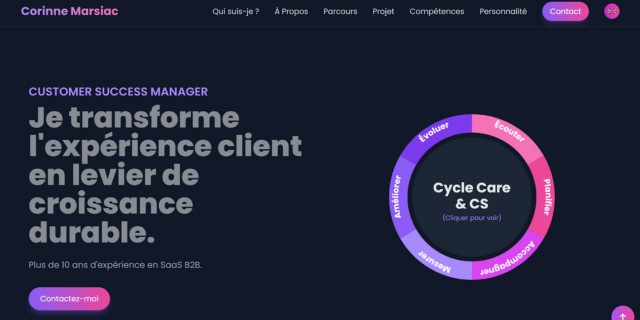 Corinne Marsiac
Qui suis-je ?
À Propos
Parcours
Projet
Compétences
Personnalité
Contact
CUSTOMER SUCCESS MANAGER
Je transforme
l'expérience client
en levier de
croissance
durable.
Plus de 10 ans d'expérience en SaaS B2B.
Contactez-moi
Écouter
Planifier
Accompagner
Mesurer
Améliorer
Évoluer
Cycle Care
& CS
(Cliquer pour voir)